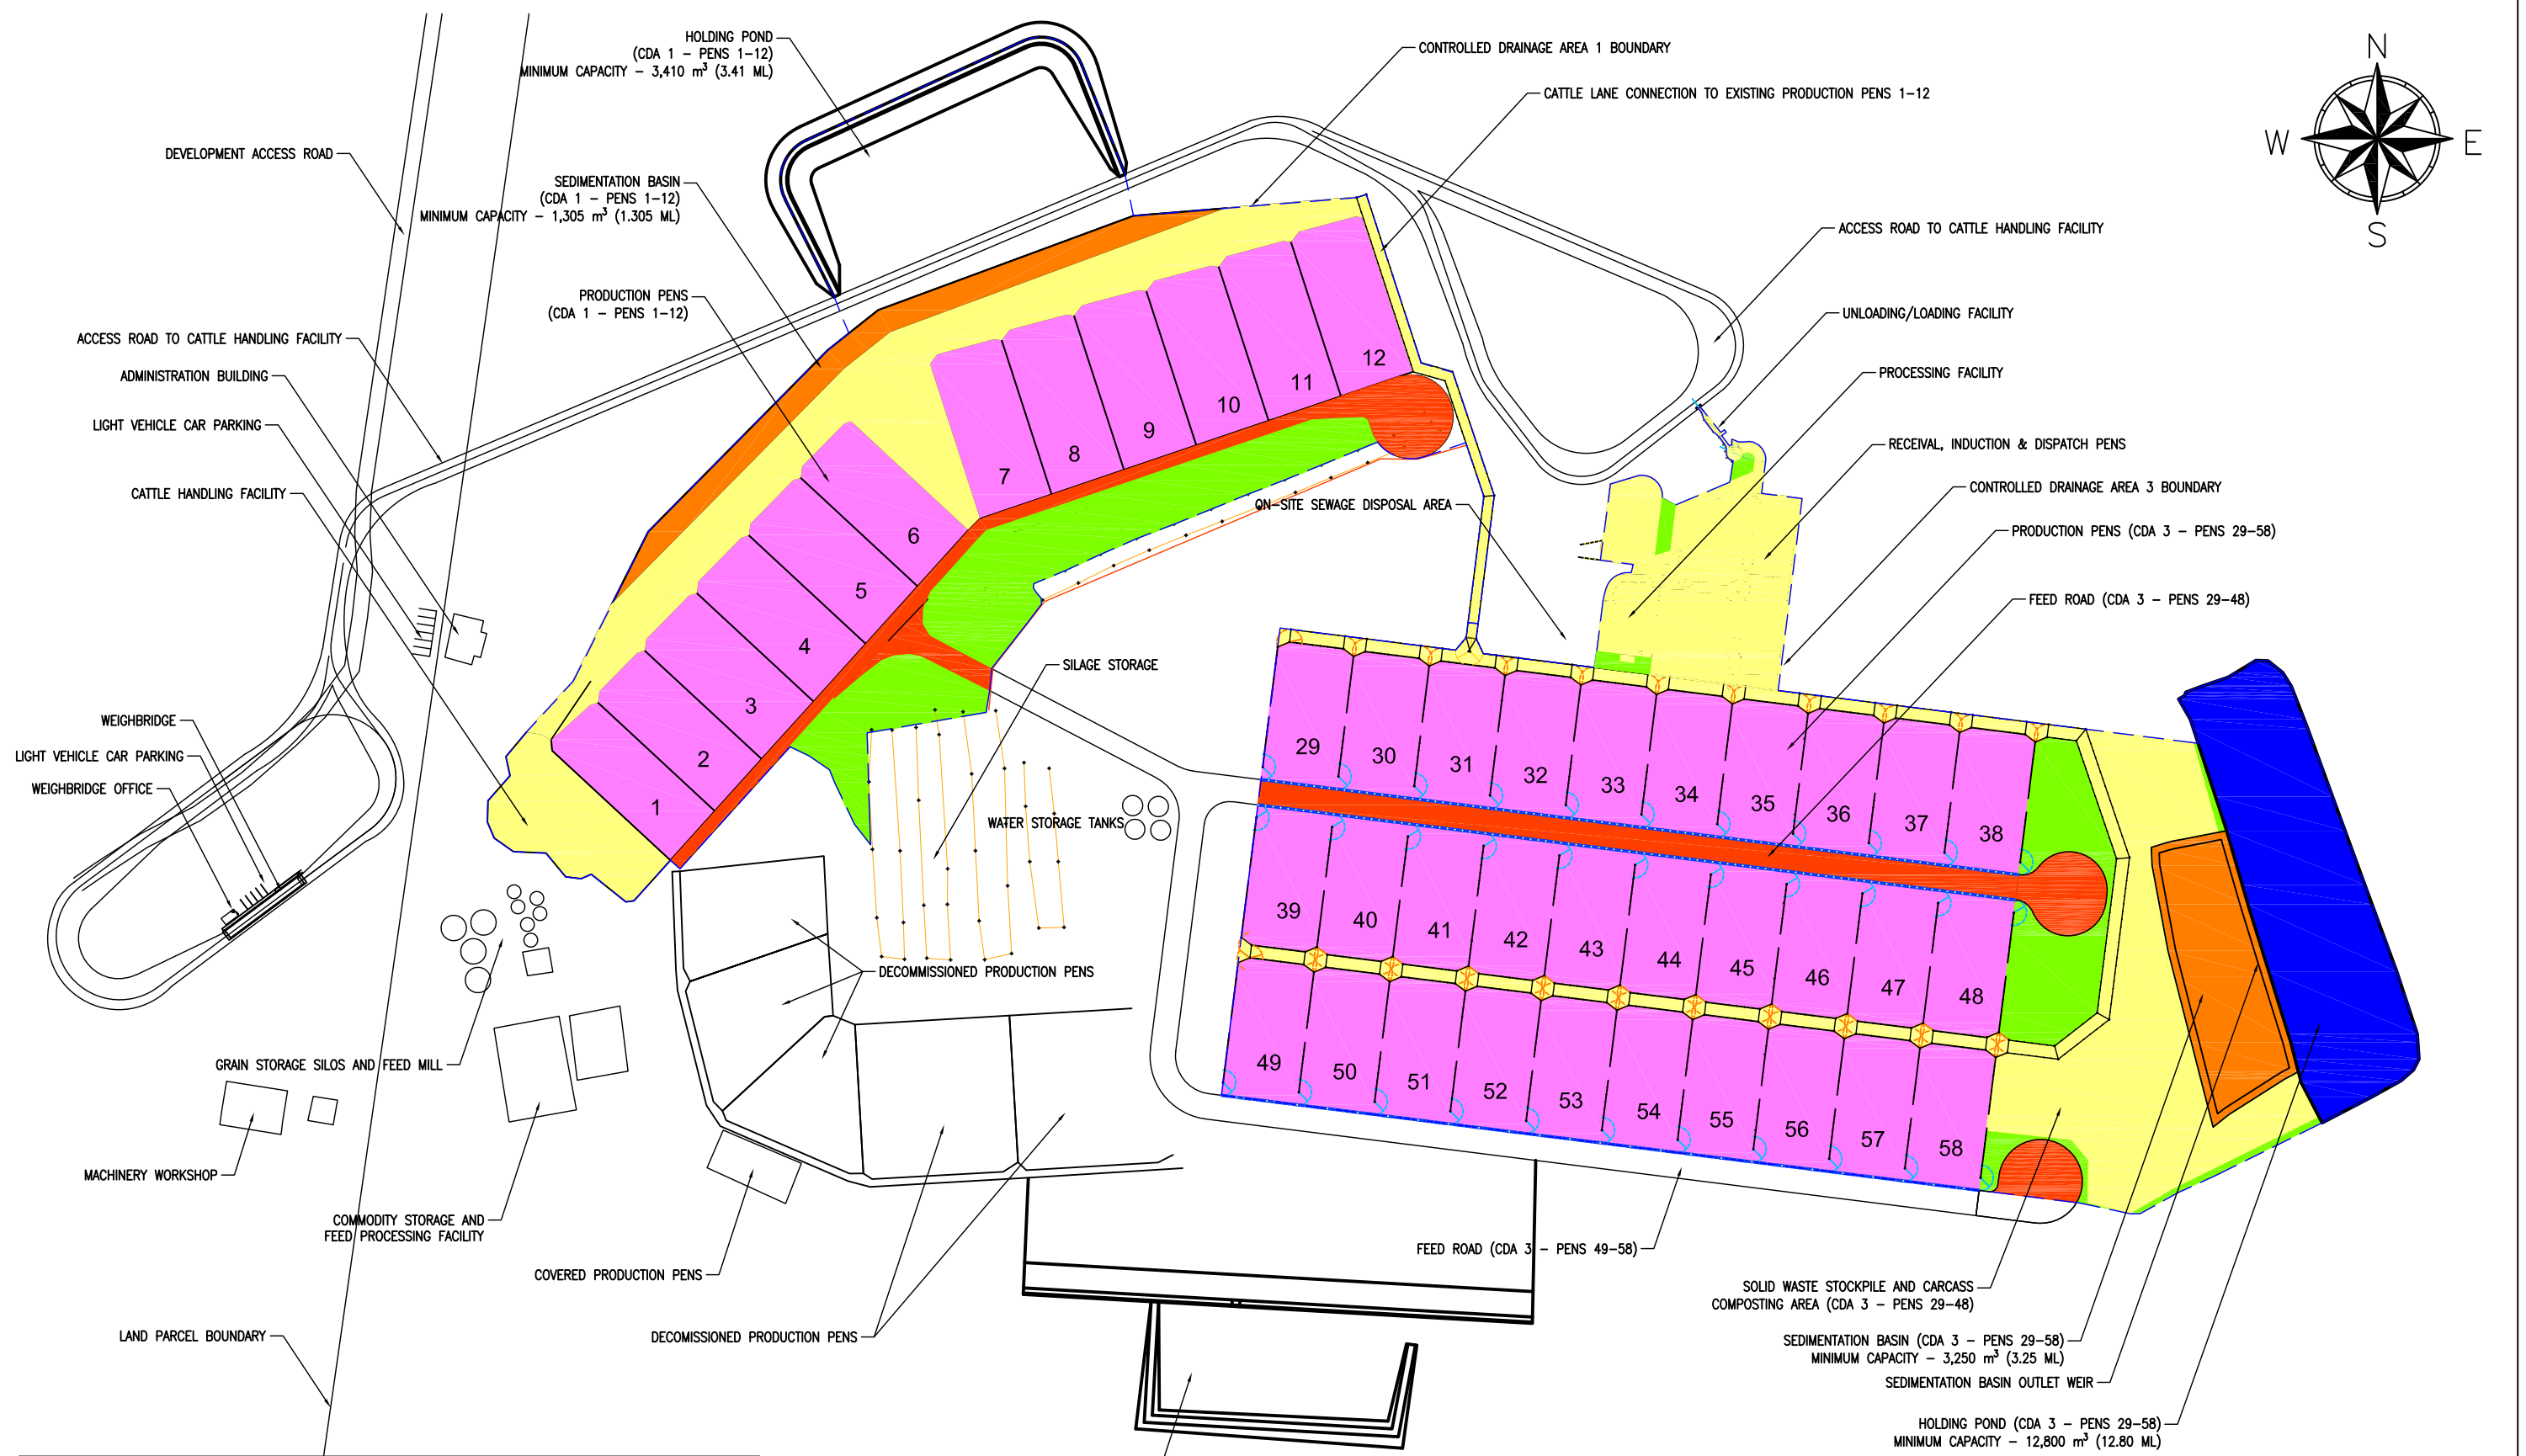 HOLDING POND
(CDA 1 - PENS 1-12)
MINIMUM CAPACITY - 3,410 m³ (3.41 ML)
CONTROLLED DRAINAGE AREA 1 BOUNDARY
CATTLE LANE CONNECTION TO EXISTING PRODUCTION PENS 1-12
N
W
E
S
DEVELOPMENT ACCESS ROAD
SEDIMENTATION BASIN
(CDA 1 - PENS 1-12)
MINIMUM CAPACITY - 1,305 m³ (1.305 ML)
ACCESS ROAD TO CATTLE HANDLING FACILITY
PRODUCTION PENS
(CDA 1 - PENS 1-12)
UNLOADING/LOADING FACILITY
ACCESS ROAD TO CATTLE HANDLING FACILITY
ADMINISTRATION BUILDING
PROCESSING FACILITY
LIGHT VEHICLE CAR PARKING
RECEIVAL, INDUCTION & DISPATCH PENS
CATTLE HANDLING FACILITY
CONTROLLED DRAINAGE AREA 3 BOUNDARY
ON-SITE SEWAGE DISPOSAL AREA
PRODUCTION PENS (CDA 3 - PENS 29-58)
FEED ROAD (CDA 3 - PENS 29-48)
12
11
10
9
8
7
6
5
4
3
2
1
SILAGE STORAGE
WEIGHBRIDGE
LIGHT VEHICLE CAR PARKING
WEIGHBRIDGE OFFICE
WATER STORAGE TANKS
29
30
31
32
33
34
35
36
37
38
39
40
41
42
43
44
45
46
47
48
49
50
51
52
53
54
55
56
57
58
DECOMMISSIONED PRODUCTION PENS
GRAIN STORAGE SILOS AND FEED MILL
MACHINERY WORKSHOP
COMMODITY STORAGE AND
FEED PROCESSING FACILITY
COVERED PRODUCTION PENS
FEED ROAD (CDA 3 - PENS 49-58)
SOLID WASTE STOCKPILE AND CARCASS
COMPOSTING AREA (CDA 3 - PENS 29-48)
LAND PARCEL BOUNDARY
DECOMISSIONED PRODUCTION PENS
SEDIMENTATION BASIN (CDA 3 - PENS 29-58)
MINIMUM CAPACITY - 3,250 m³ (3.25 ML)
SEDIMENTATION BASIN OUTLET WEIR
HOLDING POND (CDA 3 - PENS 29-58)
MINIMUM CAPACITY - 12,800 m³ (12.80 ML)